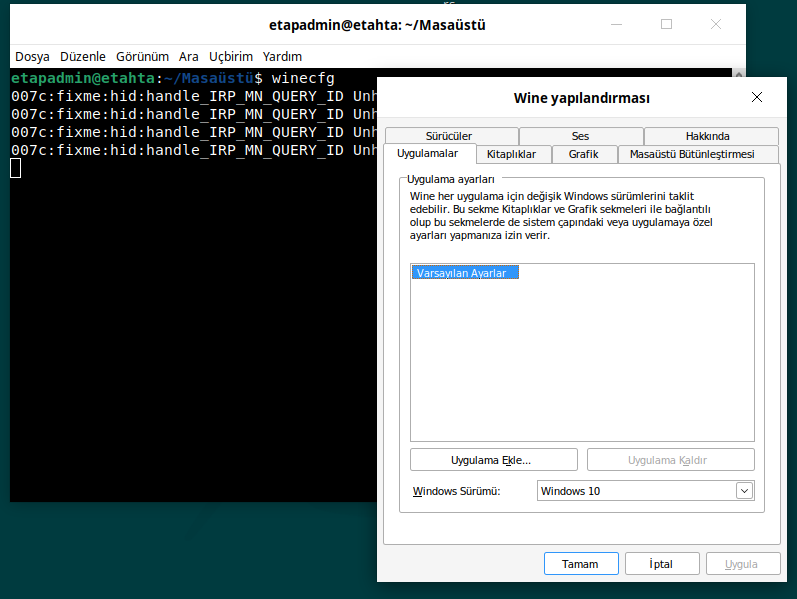 etapadmin@etahta: ~/Masaüstü
Dosya Düzenle Görünüm Ara Uçbirim Yardım
etapadmin@etahta:~/Masaüstü$ winecfg
007c:fixme:hid:handle_IRP_MN_QUERY_ID Unh
007c:fixme:hid:handle_IRP_MN_QUERY_ID Unh
007c:fixme:hid:handle_IRP_MN_QUERY_ID Unh
007c:fixme:hid:handle_IRP_MN_QUERY_ID Unh
Wine yapılandırması
Sürücüler Ses Hakkında
Uygulamalar Kitaplıklar Grafik Masaüstü Bütünleştirmesi
Uygulama ayarları
Wine her uygulama için değişik Windows sürümlerini taklit
edebilir. Bu sekme Kitaplıklar ve Grafik sekmeleri ile bağlantılı
olup bu sekmelerde de sistem çapındaki veya uygulamaya özel
ayarları yapmanıza izin verir.
Varsayılan Ayarlar
Uygulama Ekle... Uygulama Kaldır
Windows Sürümü: Windows 10
Tamam İptal Uygula